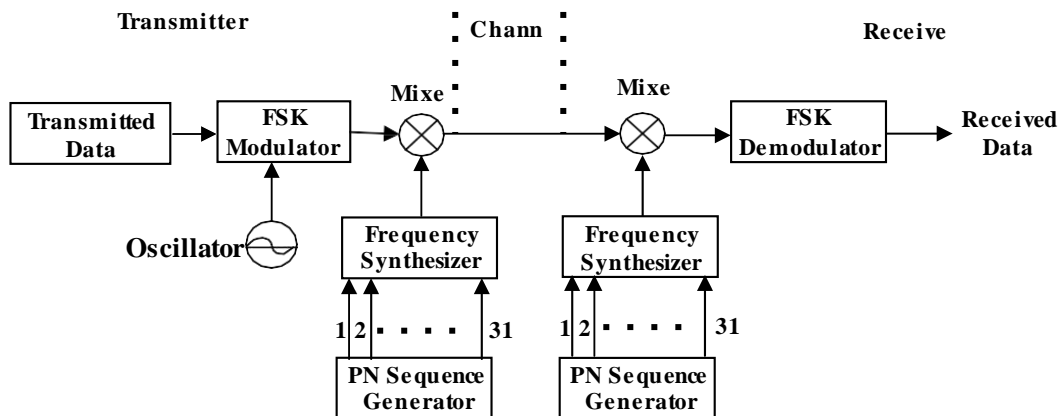 Transmitter
Chann
Receive
Mixe
Mixe
Transmitted
Data
FSK
Modulator
FSK
Demodulator
Received
Data
Oscillator
Frequency
Synthesizer
Frequency
Synthesizer
1 2 31
1 2 31
PN Sequence
Generator
PN Sequence
Generator